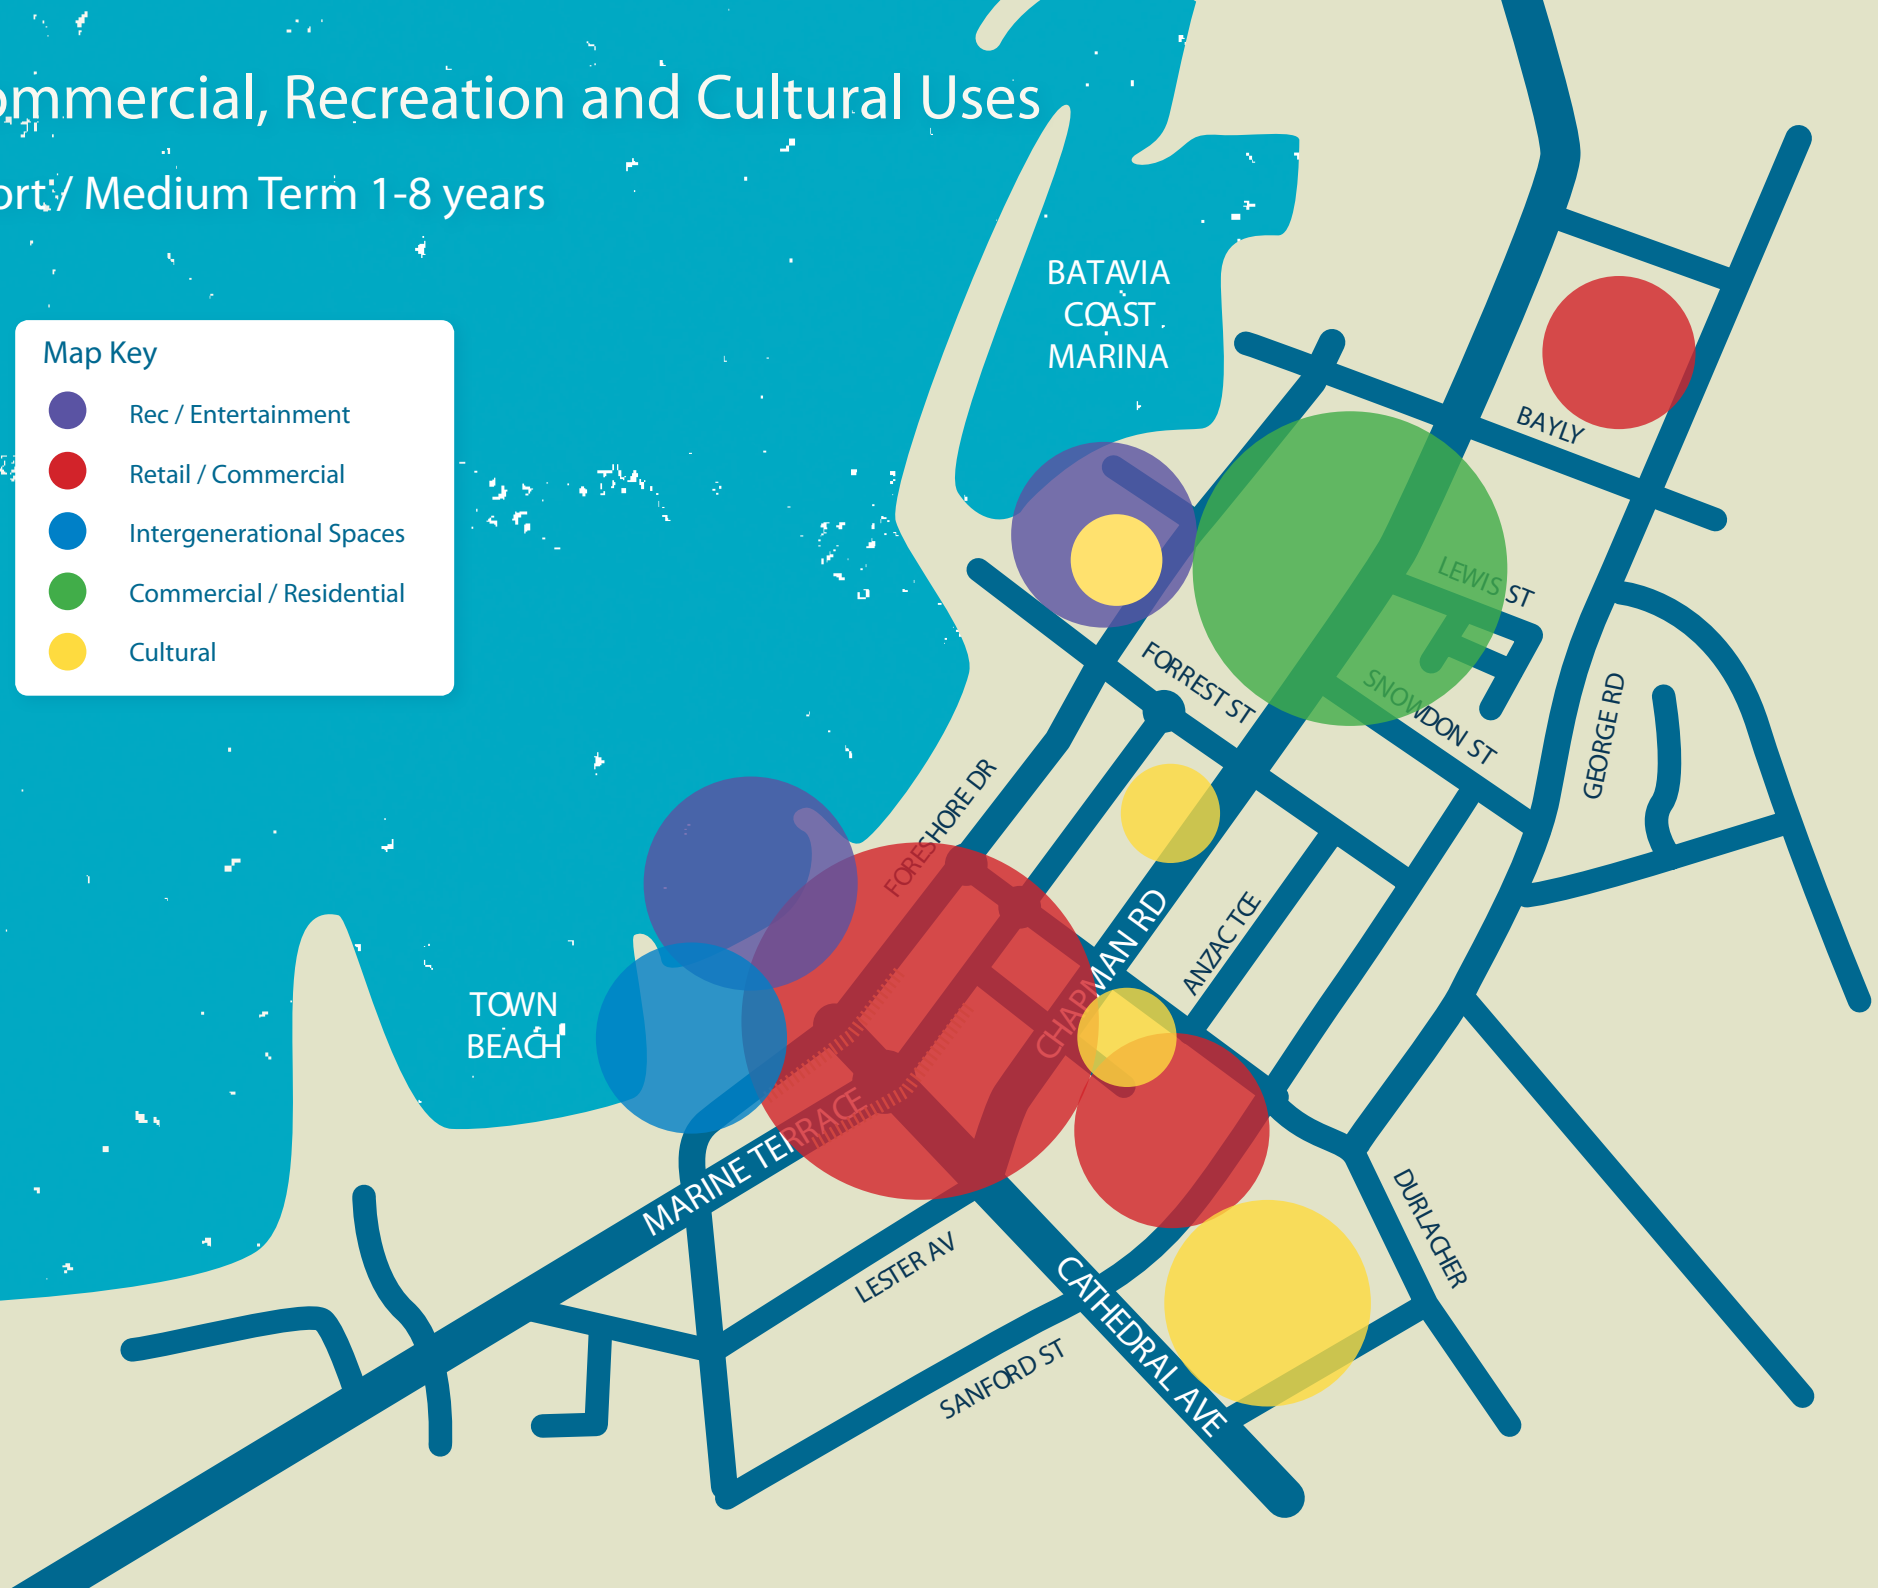 ommercial, Recreation and Cultural Uses
ort / Medium Term 1-8 years
BATAVIA
COAST
MARINA
Map Key
Rec / Entertainment
Retail / Commercial
Intergenerational Spaces
Commercial / Residential
Cultural
BAYLY
LEWIS ST
FORREST ST
SNOWDON ST
GEORGE RD
FORESHORE DR
CHAPMAN RD
ANZAC TCE
TOWN
BEACH
MARINE TERRACE
LESTER AV
CATHEDRAL AVE
DURLACHER
SANFORD ST